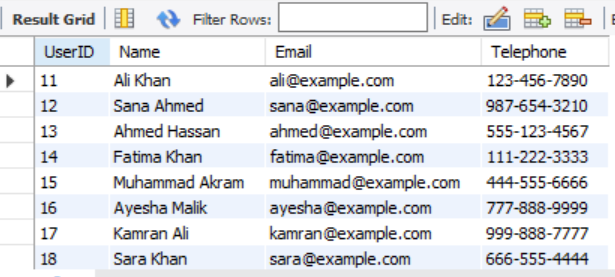 Result Grid Filter Rows: Edit:
UserID Name Email Telephone
11 Ali Khan ali@example.com 123-456-7890
12 Sana Ahmed sana@example.com 987-654-3210
13 Ahmed Hassan ahmed@example.com 555-123-4567
14 Fatima Khan fatima@example.com 111-222-3333
15 Muhammad Akram muhammad@example.com 444-555-6666
16 Ayesha Malik ayesha@example.com 777-888-9999
17 Kamran Ali kamran@example.com 999-888-7777
18 Sara Khan sara@example.com 666-555-4444